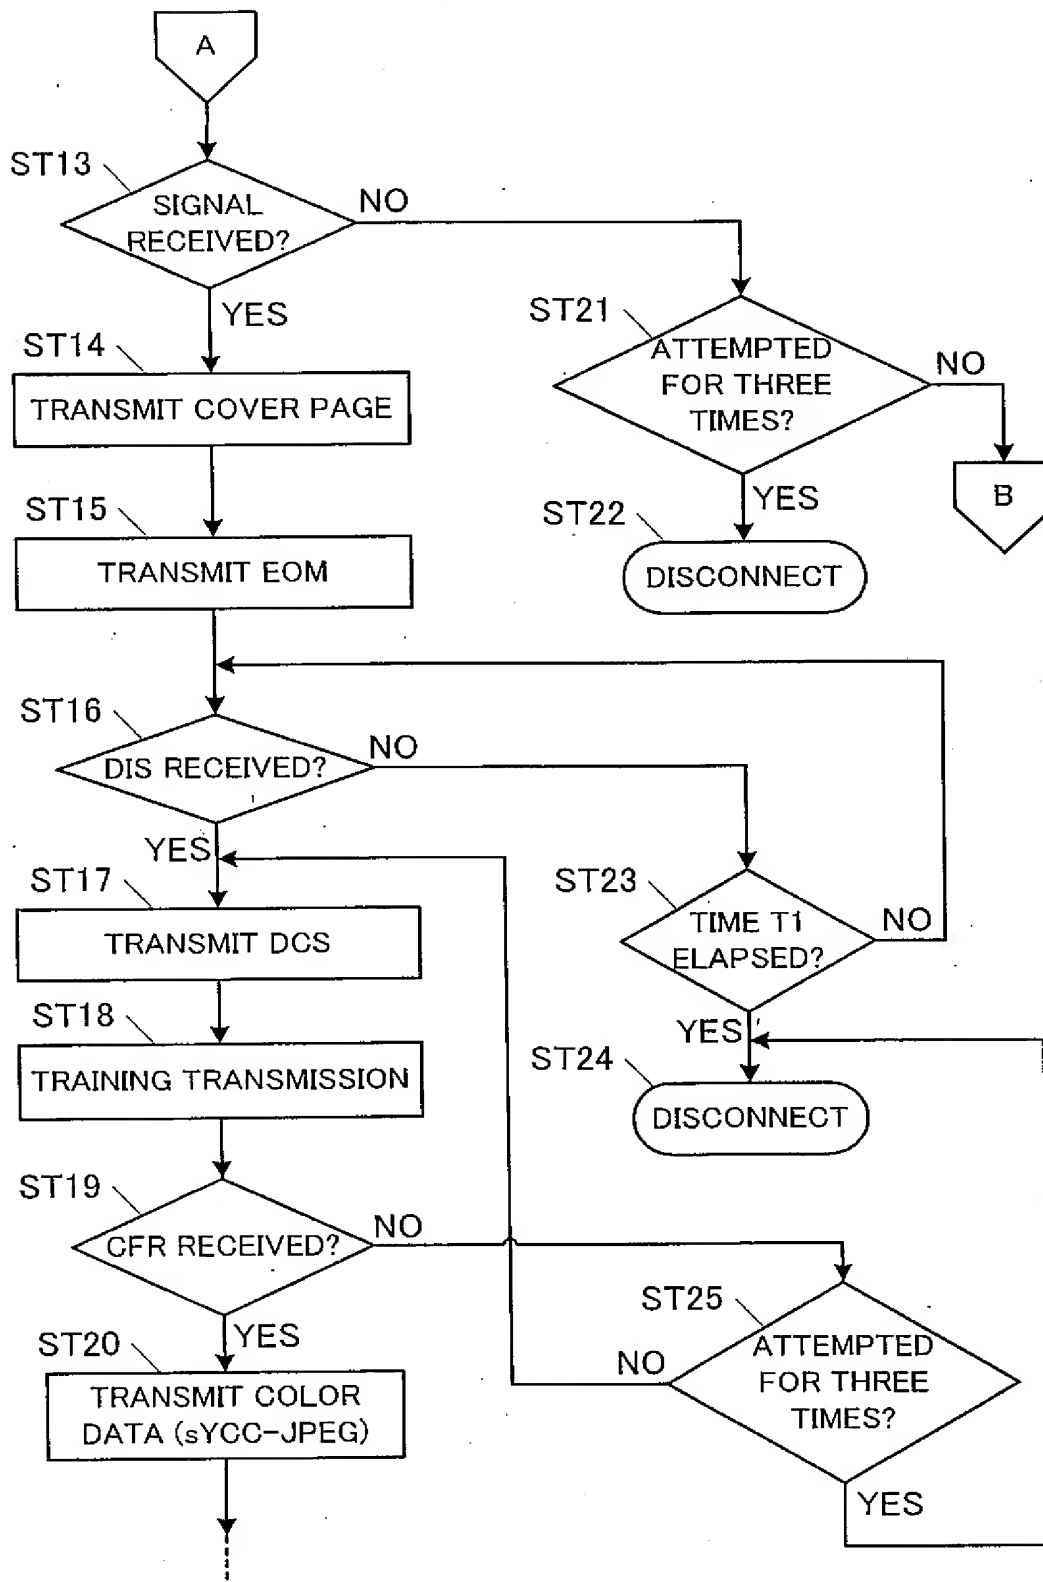 A
ST13
SIGNAL
RECEIVED?
NO
YES
ST14
TRANSMIT COVER PAGE
ST21
ATTEMPTED
FOR THREE
TIMES?
NO
YES
B
ST15
TRANSMIT EOM
ST22
DISCONNECT
ST16
DIS RECEIVED?
NO
YES
ST17
TRANSMIT DCS
ST23
TIME T1
ELAPSED?
NO
YES
ST18
TRAINING TRANSMISSION
ST24
DISCONNECT
ST19
CFR RECEIVED?
NO
YES
ST25
ATTEMPTED
FOR THREE
TIMES?
NO
YES
ST20
TRANSMIT COLOR
DATA (sYCC-JPEG)